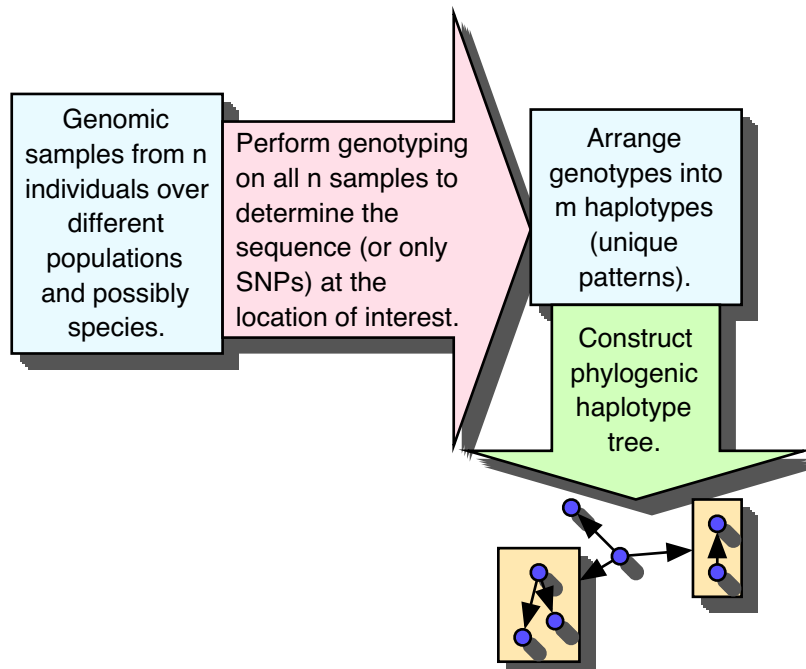 Genomic
samples from n
individuals over
different
populations
and possibly
species.
Perform genotyping
on all n samples to
determine the
sequence (or only
SNPs) at the
location of interest.
Arrange
genotypes into
m haplotypes
(unique
patterns).
Construct
phylogenic
haplotype
tree.